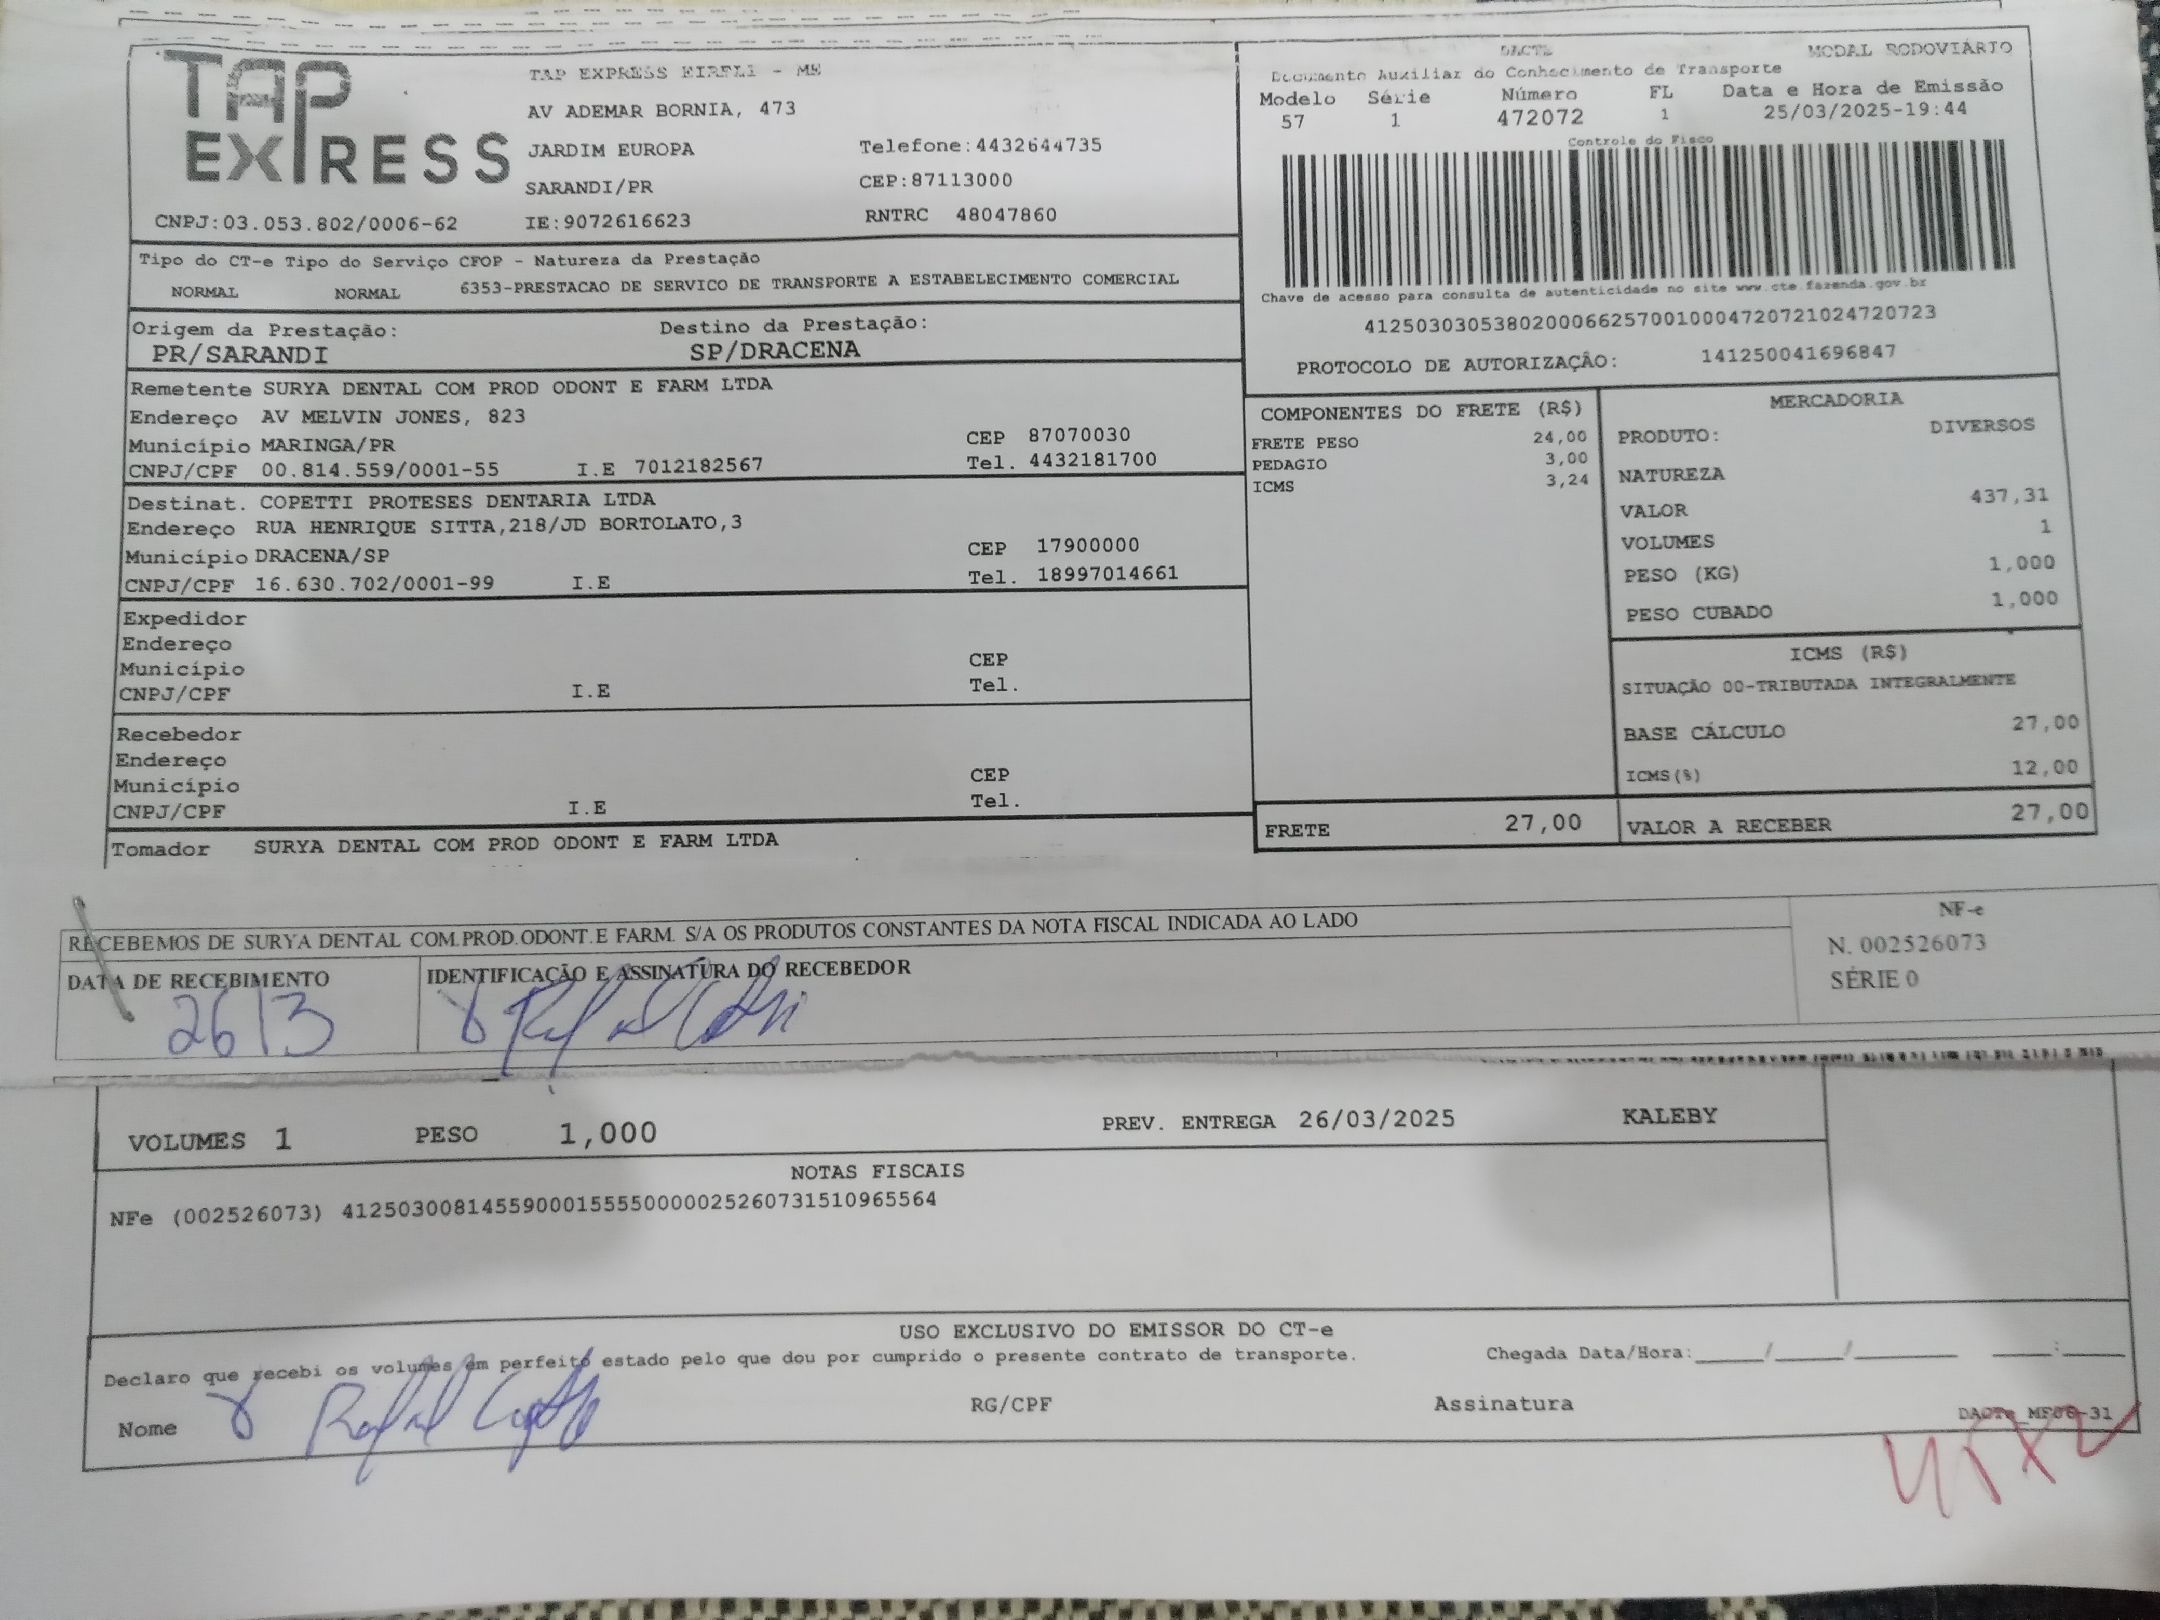 TAP
EXPRESS
TAP EXPRESS EIRELI - ME
AV ADEMAR BORNIA, 473
JARDIM EUROPA Telefone:4432644735
SARANDI/PR CEP:87113000
CNPJ:03.053.802/0006-62 IE:9072616623 RNTRC 48047860
DACTE MODAL RODOVIÁRIO
Documento Auxiliar do Conhecimento de Transporte
Modelo Série Número FL Data e Hora de Emissão
57 1 472072 1 25/03/2025-19:44
Controle do Fisco
Chave de acesso para consulta de autenticidade no site www.cte.fazenda.gov.br
41250303053802000662570010004720721024720723
PROTOCOLO DE AUTORIZAÇÃO: 141250041696847
Tipo do CT-e Tipo do Serviço CFOP - Natureza da Prestação
NORMAL NORMAL 6353-PRESTACAO DE SERVICO DE TRANSPORTE A ESTABELECIMENTO COMERCIAL
Origem da Prestação: Destino da Prestação:
PR/SARANDI SP/DRACENA
Remetente SURYA DENTAL COM PROD ODONT E FARM LTDA
Endereço AV MELVIN JONES, 823
Município MARINGA/PR CEP 87070030
CNPJ/CPF 00.814.559/0001-55 I.E 7012182567 Tel. 4432181700
Destinat. COPETTI PROTESES DENTARIA LTDA
Endereço RUA HENRIQUE SITTA,218/JD BORTOLATO,3
Município DRACENA/SP CEP 17900000
CNPJ/CPF 16.630.702/0001-99 I.E Tel. 18997014661
Expedidor
Endereço
Município CEP
CNPJ/CPF I.E Tel.
Recebedor
Endereço
Município CEP
CNPJ/CPF I.E Tel.
Tomador SURYA DENTAL COM PROD ODONT E FARM LTDA
COMPONENTES DO FRETE (R$)
FRETE PESO 24,00
PEDAGIO 3,00
ICMS 3,24
FRETE 27,00
MERCADORIA
PRODUTO: DIVERSOS
NATUREZA
VALOR 437,31
VOLUMES 1
PESO (KG) 1,000
PESO CUBADO 1,000
ICMS (R$)
SITUAÇÃO 00-TRIBUTADA INTEGRALMENTE
BASE CÁLCULO 27,00
ICMS(%) 12,00
VALOR A RECEBER 27,00
RECEBEMOS DE SURYA DENTAL COM.PROD.ODONT.E FARM. S/A OS PRODUTOS CONSTANTES DA NOTA FISCAL INDICADA AO LADO
DATA DE RECEBIMENTO IDENTIFICAÇÃO E ASSINATURA DO RECEBEDOR
26/3
NF-e
N. 002526073
SÉRIE 0
VOLUMES 1 PESO 1,000 PREV. ENTREGA 26/03/2025 KALEBY
NOTAS FISCAIS
NFe (002526073) 41250300814559000155550000025260731510965564
USO EXCLUSIVO DO EMISSOR DO CT-e
Declaro que recebi os volumes em perfeito estado pelo que dou por cumprido o presente contrato de transporte. Chegada Data/Hora:_____/_____/_________ _____:_____
Nome Rafael RG/CPF Assinatura